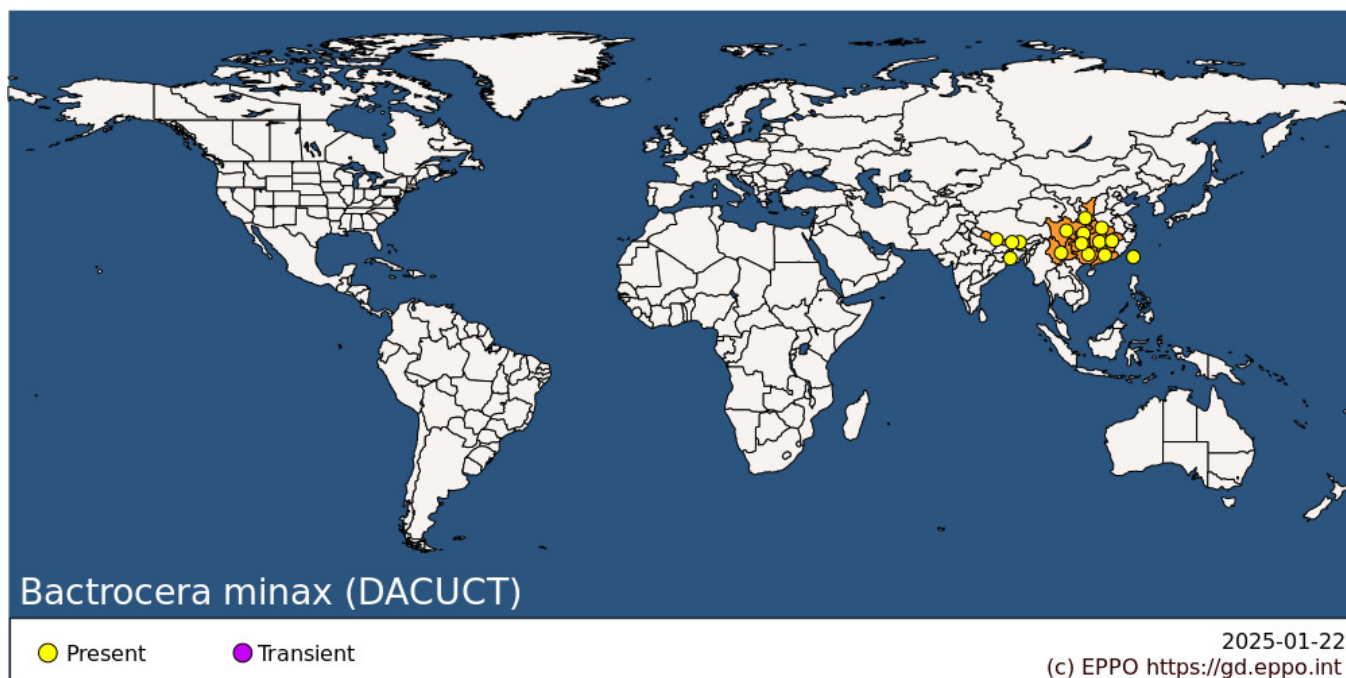 Bactrocera minax (DACUCT)
Present
Transient
2025-01-22
(c) EPPO https://gd.eppo.int